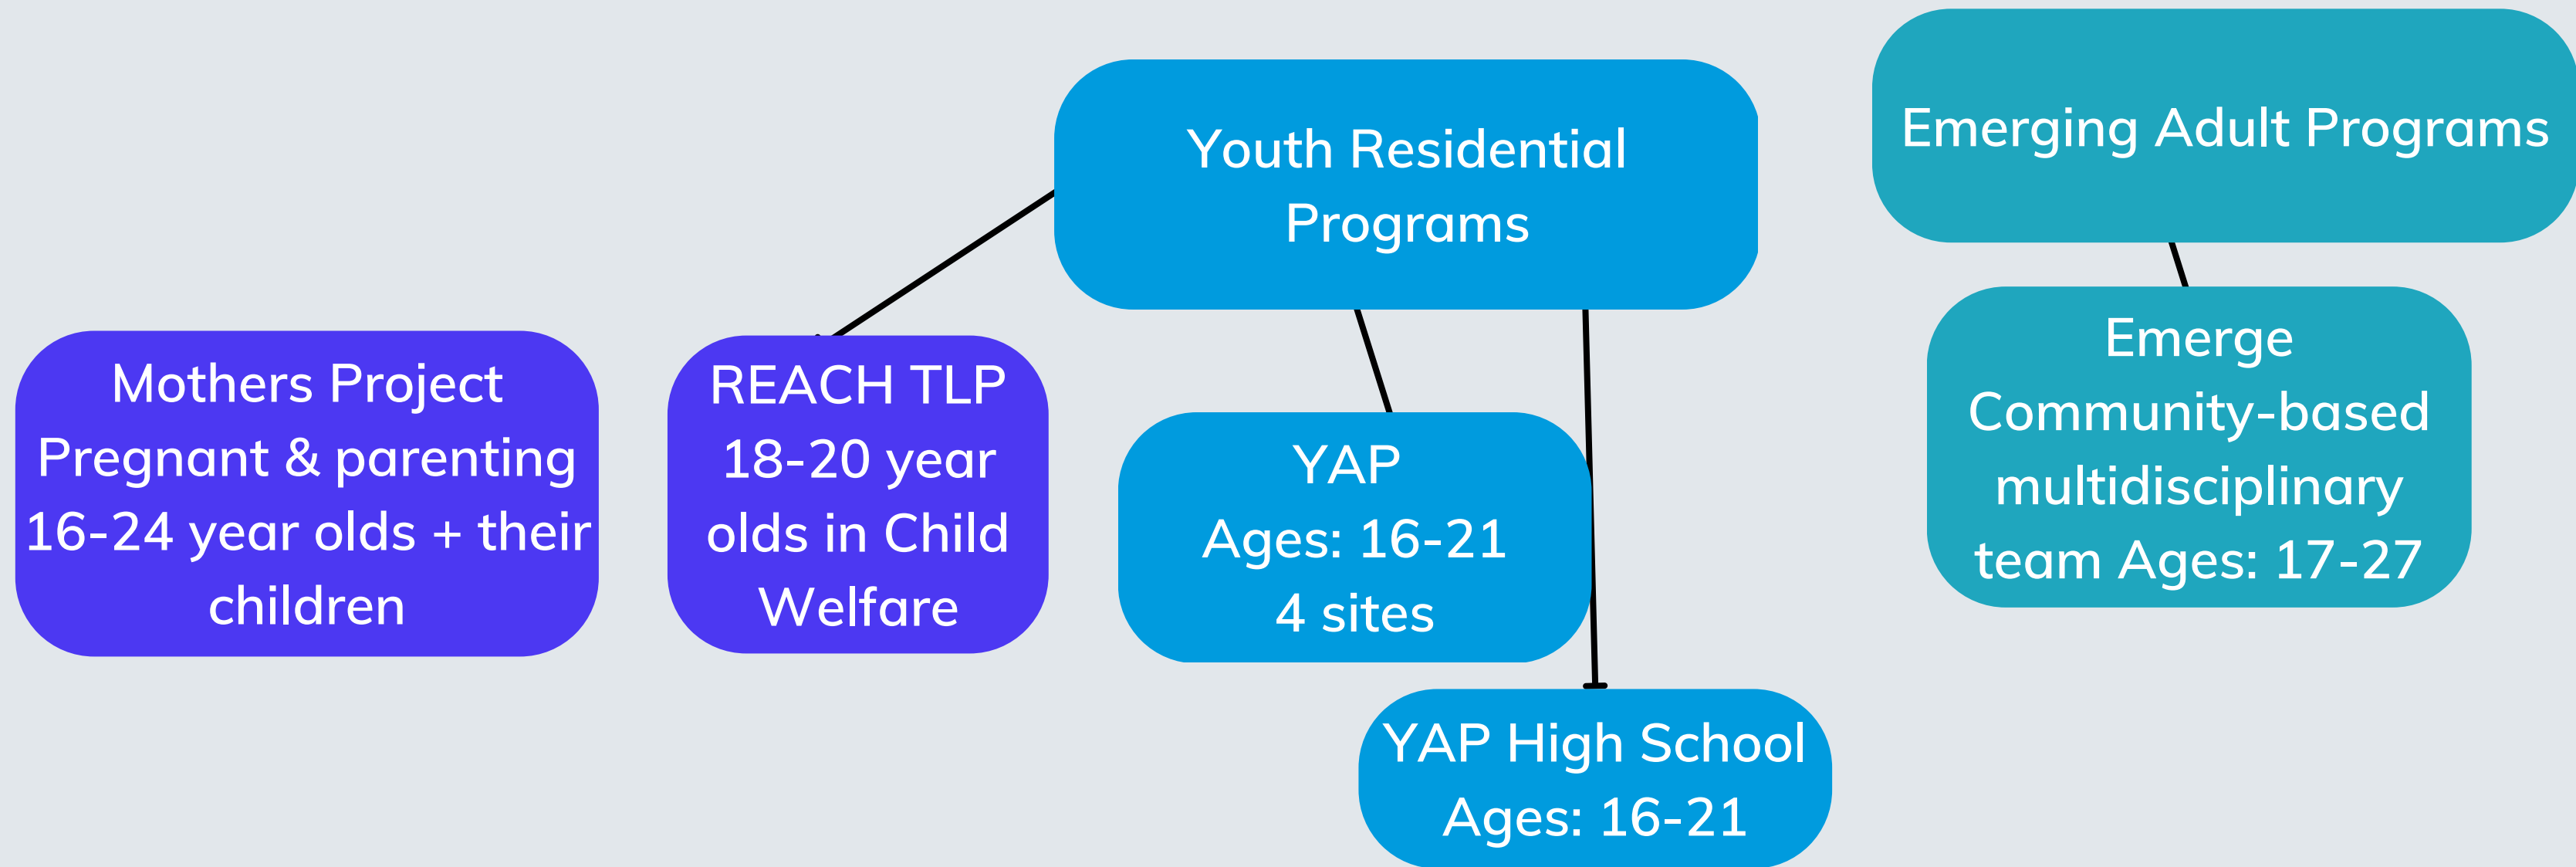 Youth Residential
Programs
Emerging Adult Programs
Mothers Project
Pregnant & parenting
16-24 year olds + their
children
REACH TLP
18-20 year
olds in Child
Welfare
YAP
Ages: 16-21
4 sites
Emerge
Community-based
multidisciplinary
team Ages: 17-27
YAP High School
Ages: 16-21